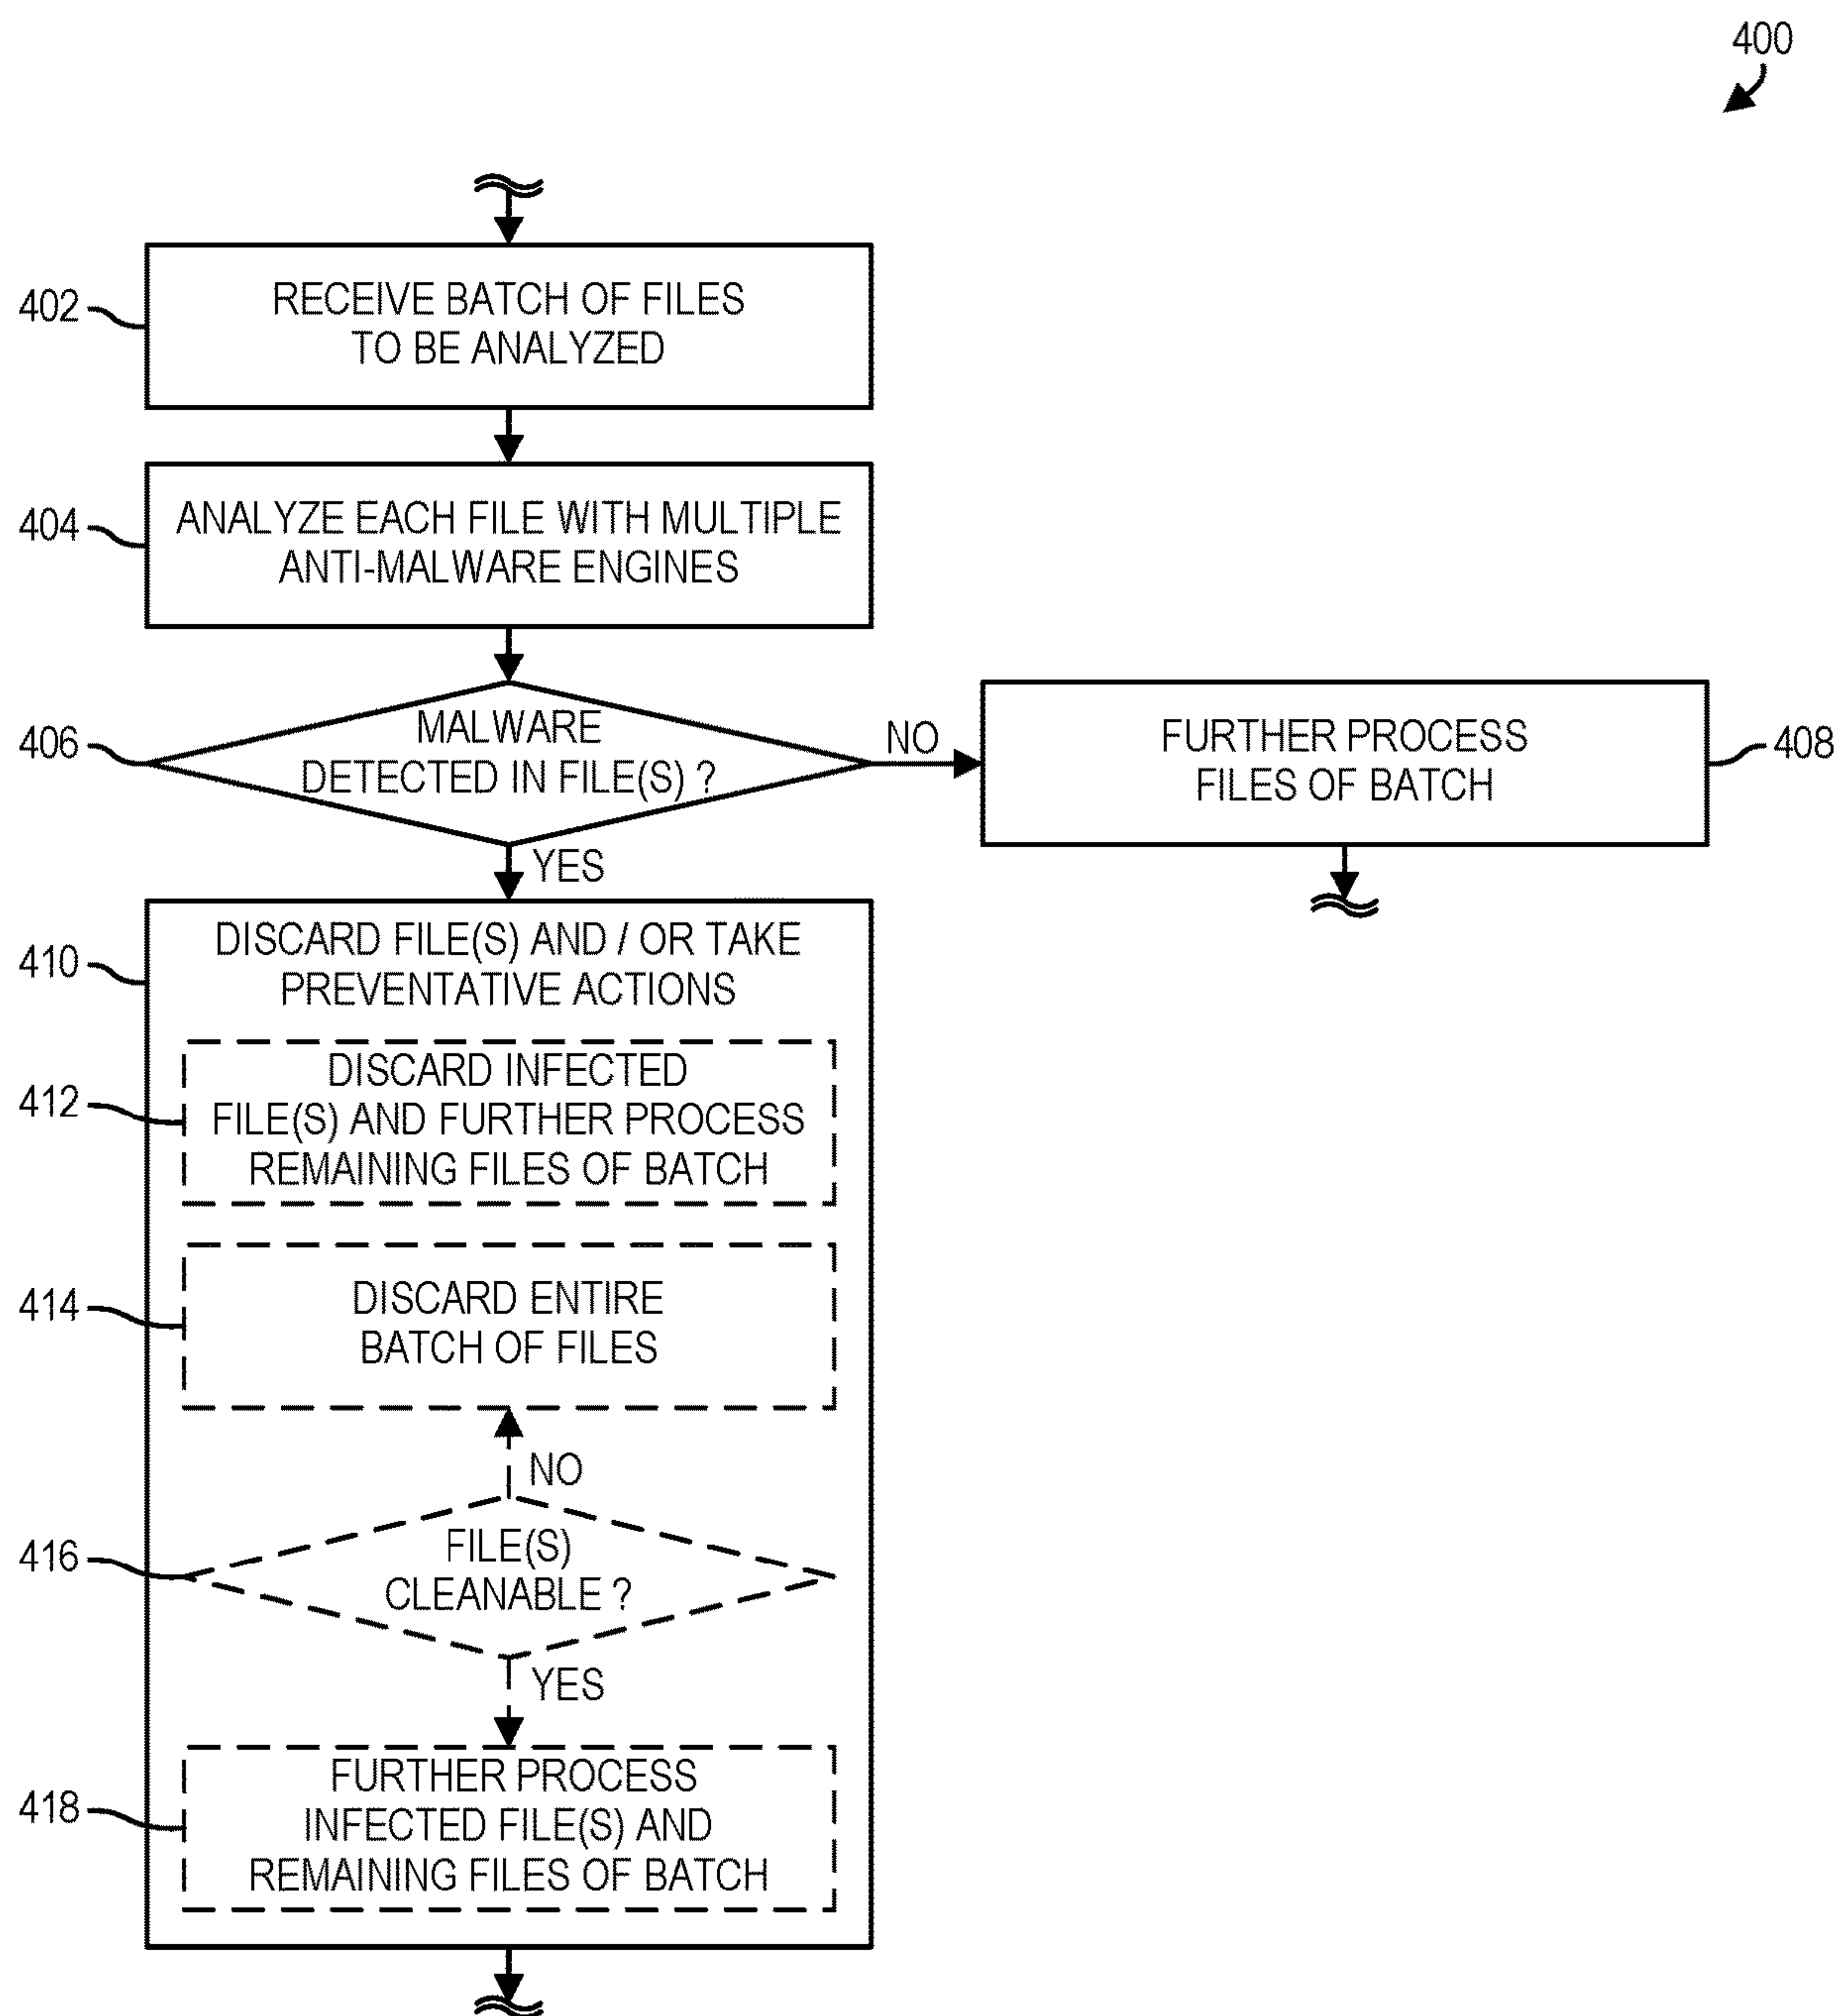 400
402
RECEIVE BATCH OF FILES
TO BE ANALYZED
404
ANALYZE EACH FILE WITH MULTIPLE
ANTI-MALWARE ENGINES
406
MALWARE
DETECTED IN FILE(S) ?
NO
FURTHER PROCESS
FILES OF BATCH
408
YES
410
DISCARD FILE(S) AND / OR TAKE
PREVENTATIVE ACTIONS
412
DISCARD INFECTED
FILE(S) AND FURTHER PROCESS
REMAINING FILES OF BATCH
414
DISCARD ENTIRE
BATCH OF FILES
NO
416
FILE(S)
CLEANABLE ?
YES
418
FURTHER PROCESS
INFECTED FILE(S) AND
REMAINING FILES OF BATCH